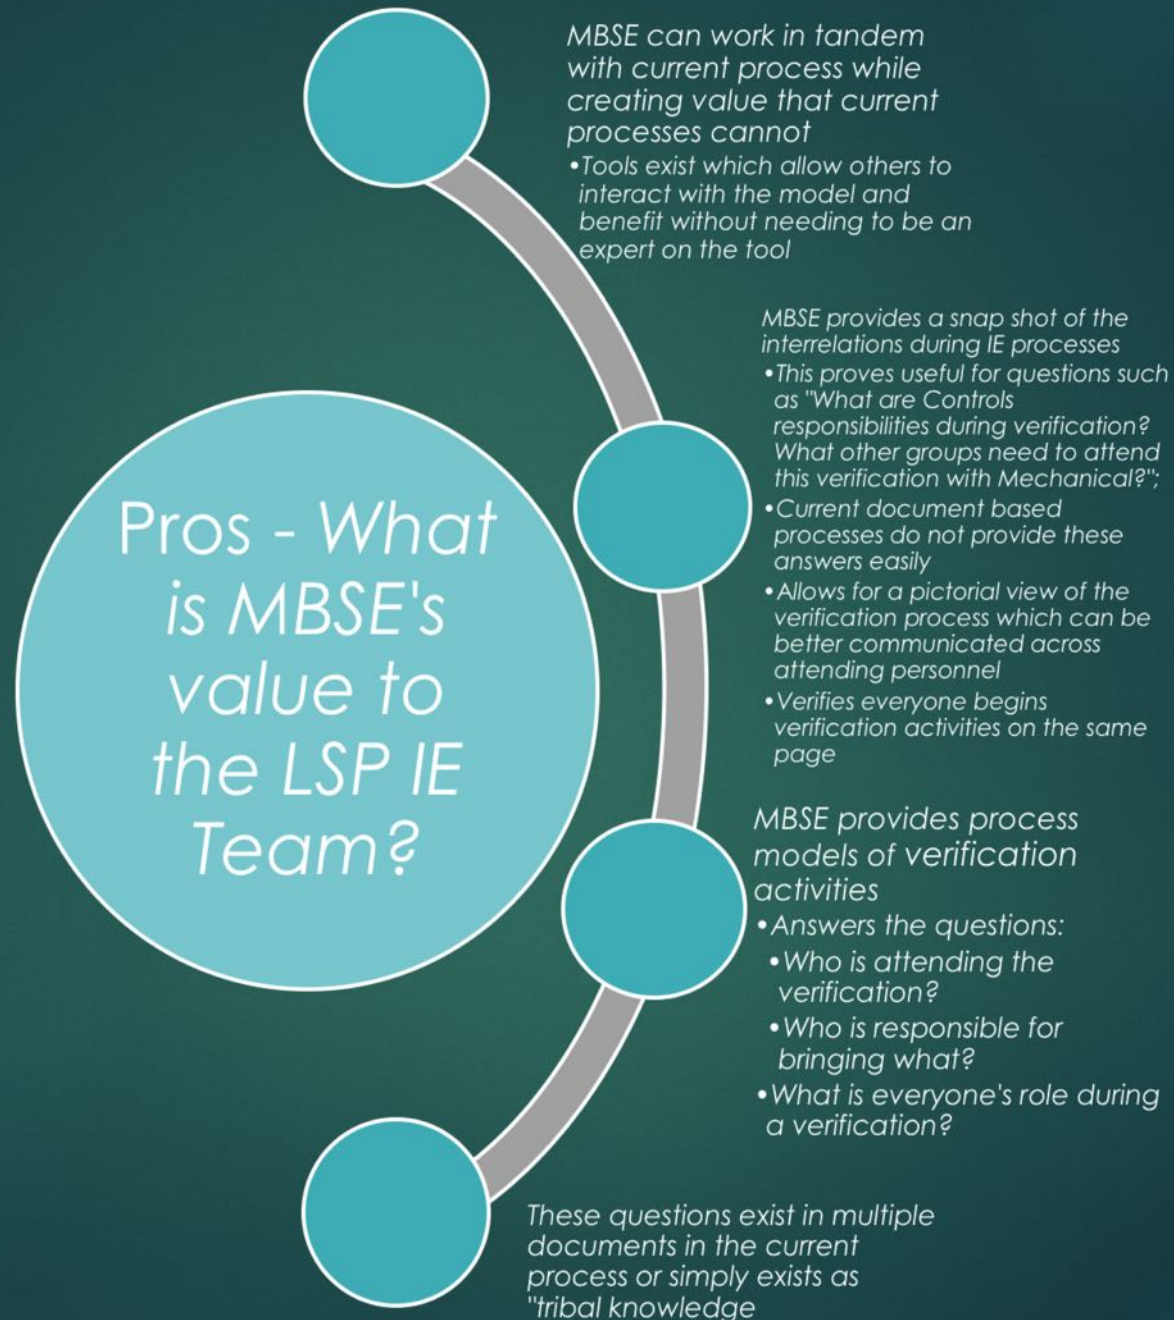 Pros - What
is MBSE's
value to
the LSP IE
Team?
MBSE can work in tandem
with current process while
creating value that current
processes cannot
•Tools exist which allow others to
interact with the model and
benefit without needing to be an
expert on the tool
MBSE provides a snap shot of the
interrelations during IE processes
•This proves useful for questions such
as "What are Controls
responsibilities during verification?
What other groups need to attend
this verification with Mechanical?";
•Current document based
processes do not provide these
answers easily
•Allows for a pictorial view of the
verification process which can be
better communicated across
attending personnel
•Verifies everyone begins
verification activities on the same
page
MBSE provides process
models of verification
activities
•Answers the questions:
•Who is attending the
verification?
•Who is responsible for
bringing what?
•What is everyone's role during
a verification?
These questions exist in multiple
documents in the current
process or simply exists as
"tribal knowledge